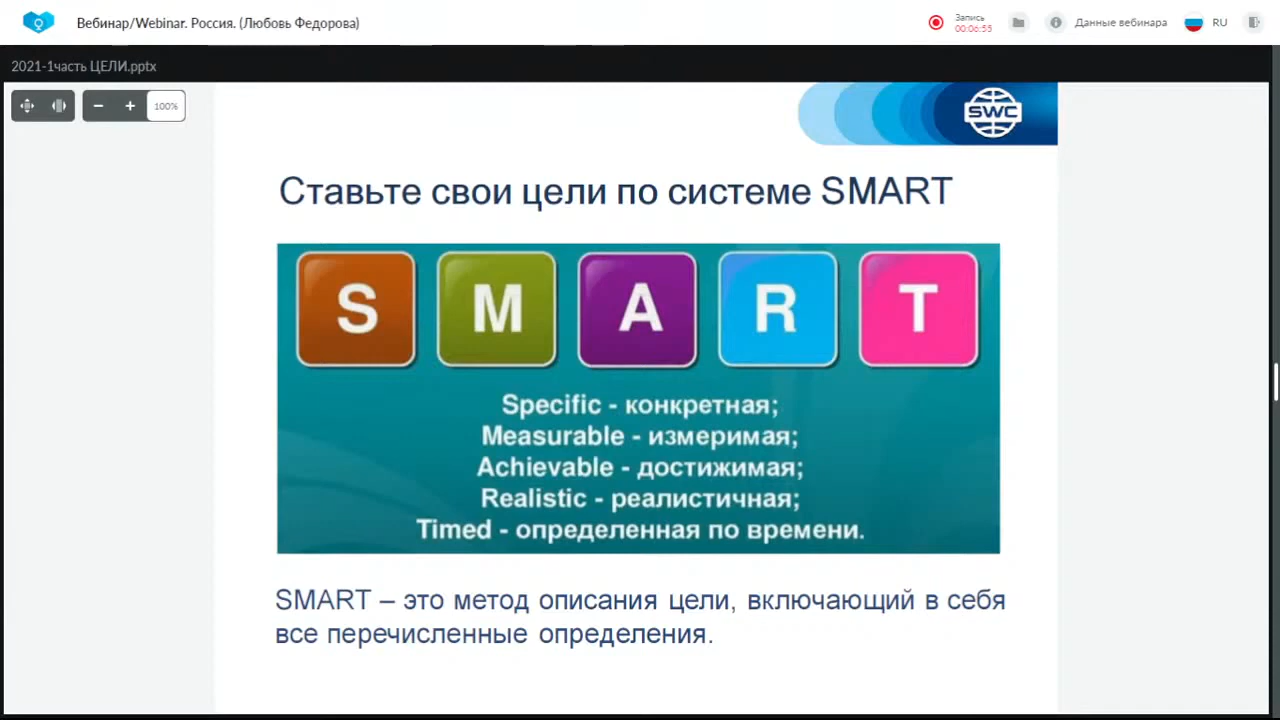 Вебинар/Webinar. Россия. (Любовь Федорова)
Запись
00:06:55
Данные вебинара
RU
2021-1часть ЦЕЛИ.pptx
100%
SWC
Ставьте свои цели по системе SMART
S M A R T
Specific - конкретная;
Measurable - измеримая;
Achievable - достижимая;
Realistic - реалистичная;
Timed - определенная по времени.
SMART – это метод описания цели, включающий в себя
все перечисленные определения.